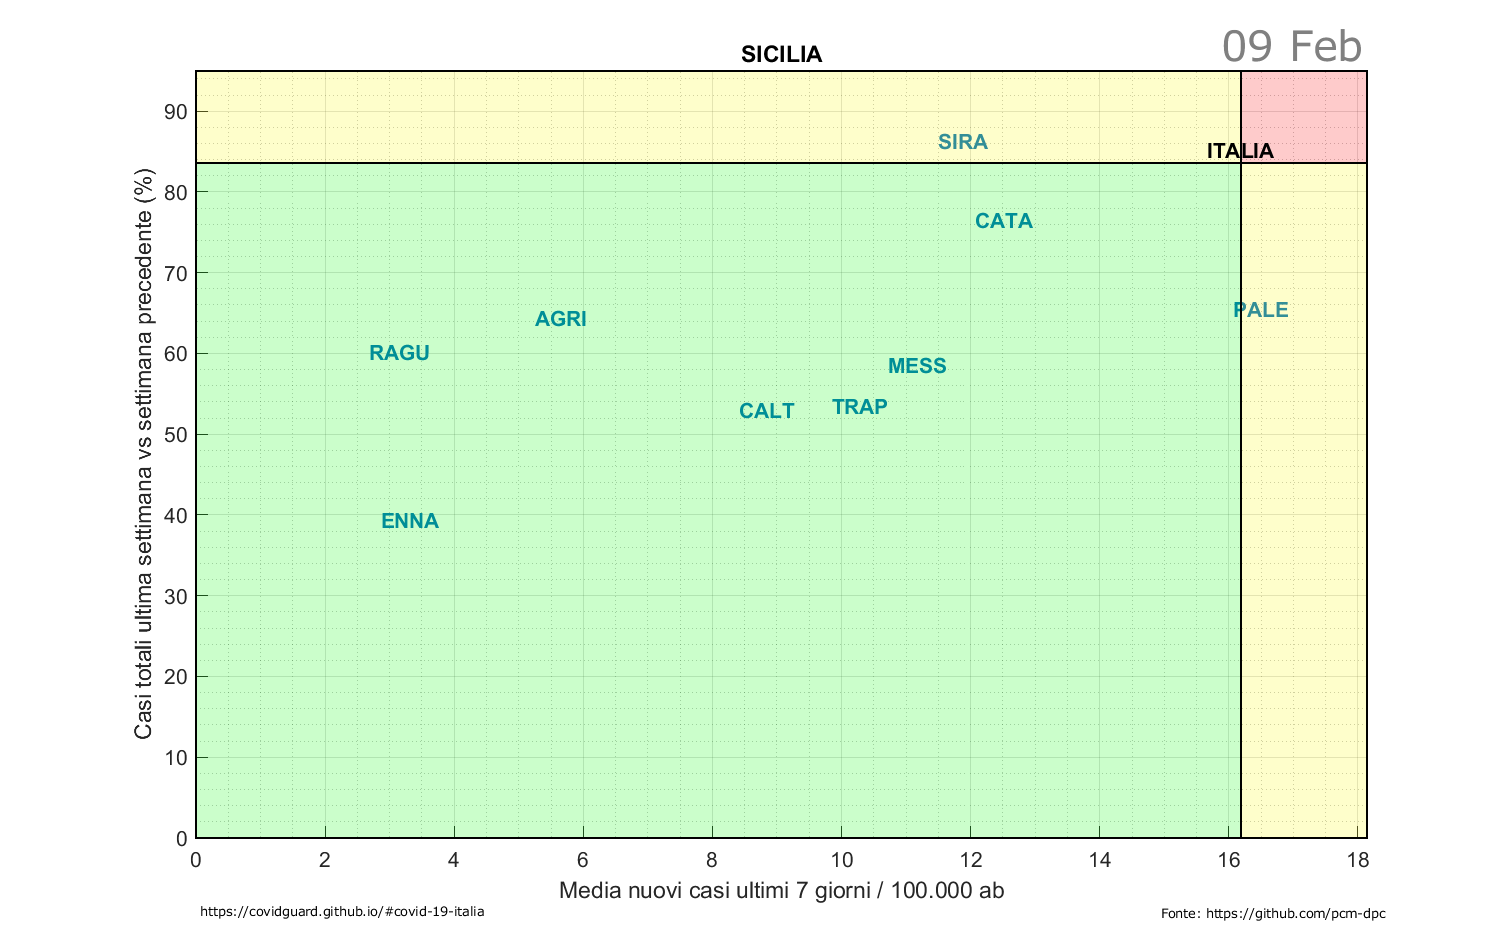 09 Feb
SICILIA
Casi totali ultima settimana vs settimana precedente (%)
90
80
70
60
50
40
30
20
10
0
SIRA
ITALIA
CATA
PALE
AGRI
RAGU
MESS
TRAP
CALT
ENNA
0 2 4 6 8 10 12 14 16 18
Media nuovi casi ultimi 7 giorni / 100.000 ab
https://covidguard.github.io/#covid-19-italia
Fonte: https://github.com/pcm-dpc